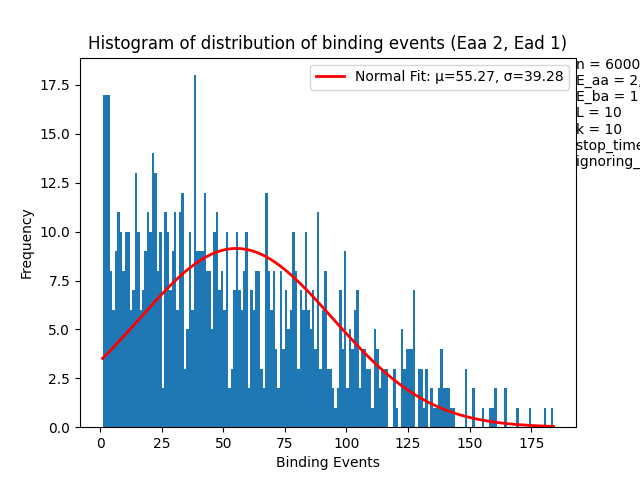 Histogram of distribution of binding events (Eaa 2, Ead 1)
Normal Fit: μ=55.27, σ=39.28
n = 6000
E_aa = 2,
E_ba = 1
L = 10
k = 10
stop_time
ignoring_
Frequency
17.5
15.0
12.5
10.0
7.5
5.0
2.5
0.0
0 25 50 75 100 125 150 175
Binding Events